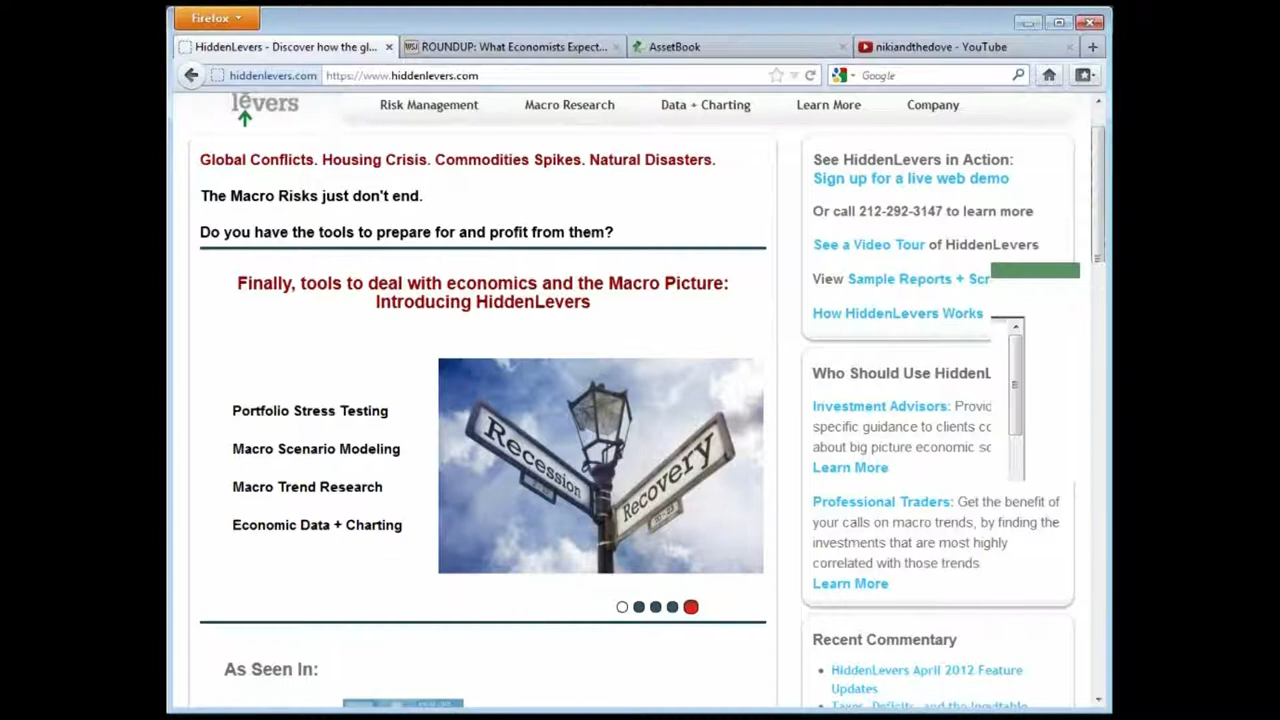 Firefox
HiddenLevers - Discover how the gl...
ROUNDUP: What Economists Expect...
AssetBook
nikiandthedove - YouTube
hiddenlevers.com
https://www.hiddenlevers.com
Google
lēvers
Risk Management
Macro Research
Data + Charting
Learn More
Company
Global Conflicts. Housing Crisis. Commodities Spikes. Natural Disasters.
The Macro Risks just don't end.
Do you have the tools to prepare for and profit from them?
Finally, tools to deal with economics and the Macro Picture:
Introducing HiddenLevers
Portfolio Stress Testing
Macro Scenario Modeling
Macro Trend Research
Economic Data + Charting
Recession
Recovery
As Seen In:
See HiddenLevers in Action:
Sign up for a live web demo
Or call 212-292-3147 to learn more
See a Video Tour of HiddenLevers
View Sample Reports + Scr
How HiddenLevers Works
Who Should Use HiddenL
Investment Advisors: Provic
specific guidance to clients cc
about big picture economic sc
Learn More
Professional Traders: Get the benefit of
your calls on macro trends, by finding the
investments that are most highly
correlated with those trends
Learn More
Recent Commentary
HiddenLevers April 2012 Feature
Updates
Taxes, Deficits, and the Inevitable